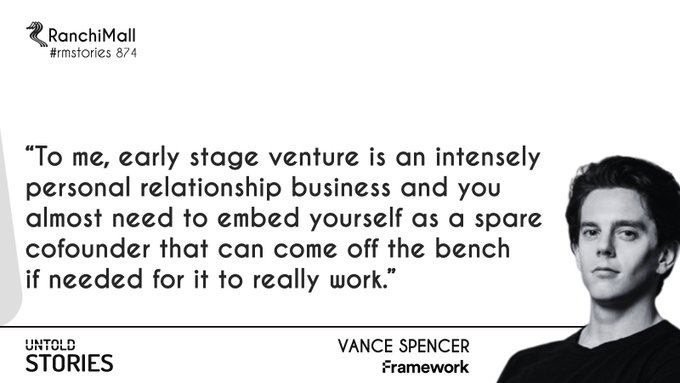 RanchiMall
#rmstories 874
“To me, early stage venture is an intensely
personal relationship business and you
almost need to embed yourself as a spare
cofounder that can come off the bench
if needed for it to really work.”
UNTOLD
STORIES
VANCE SPENCER
Framework